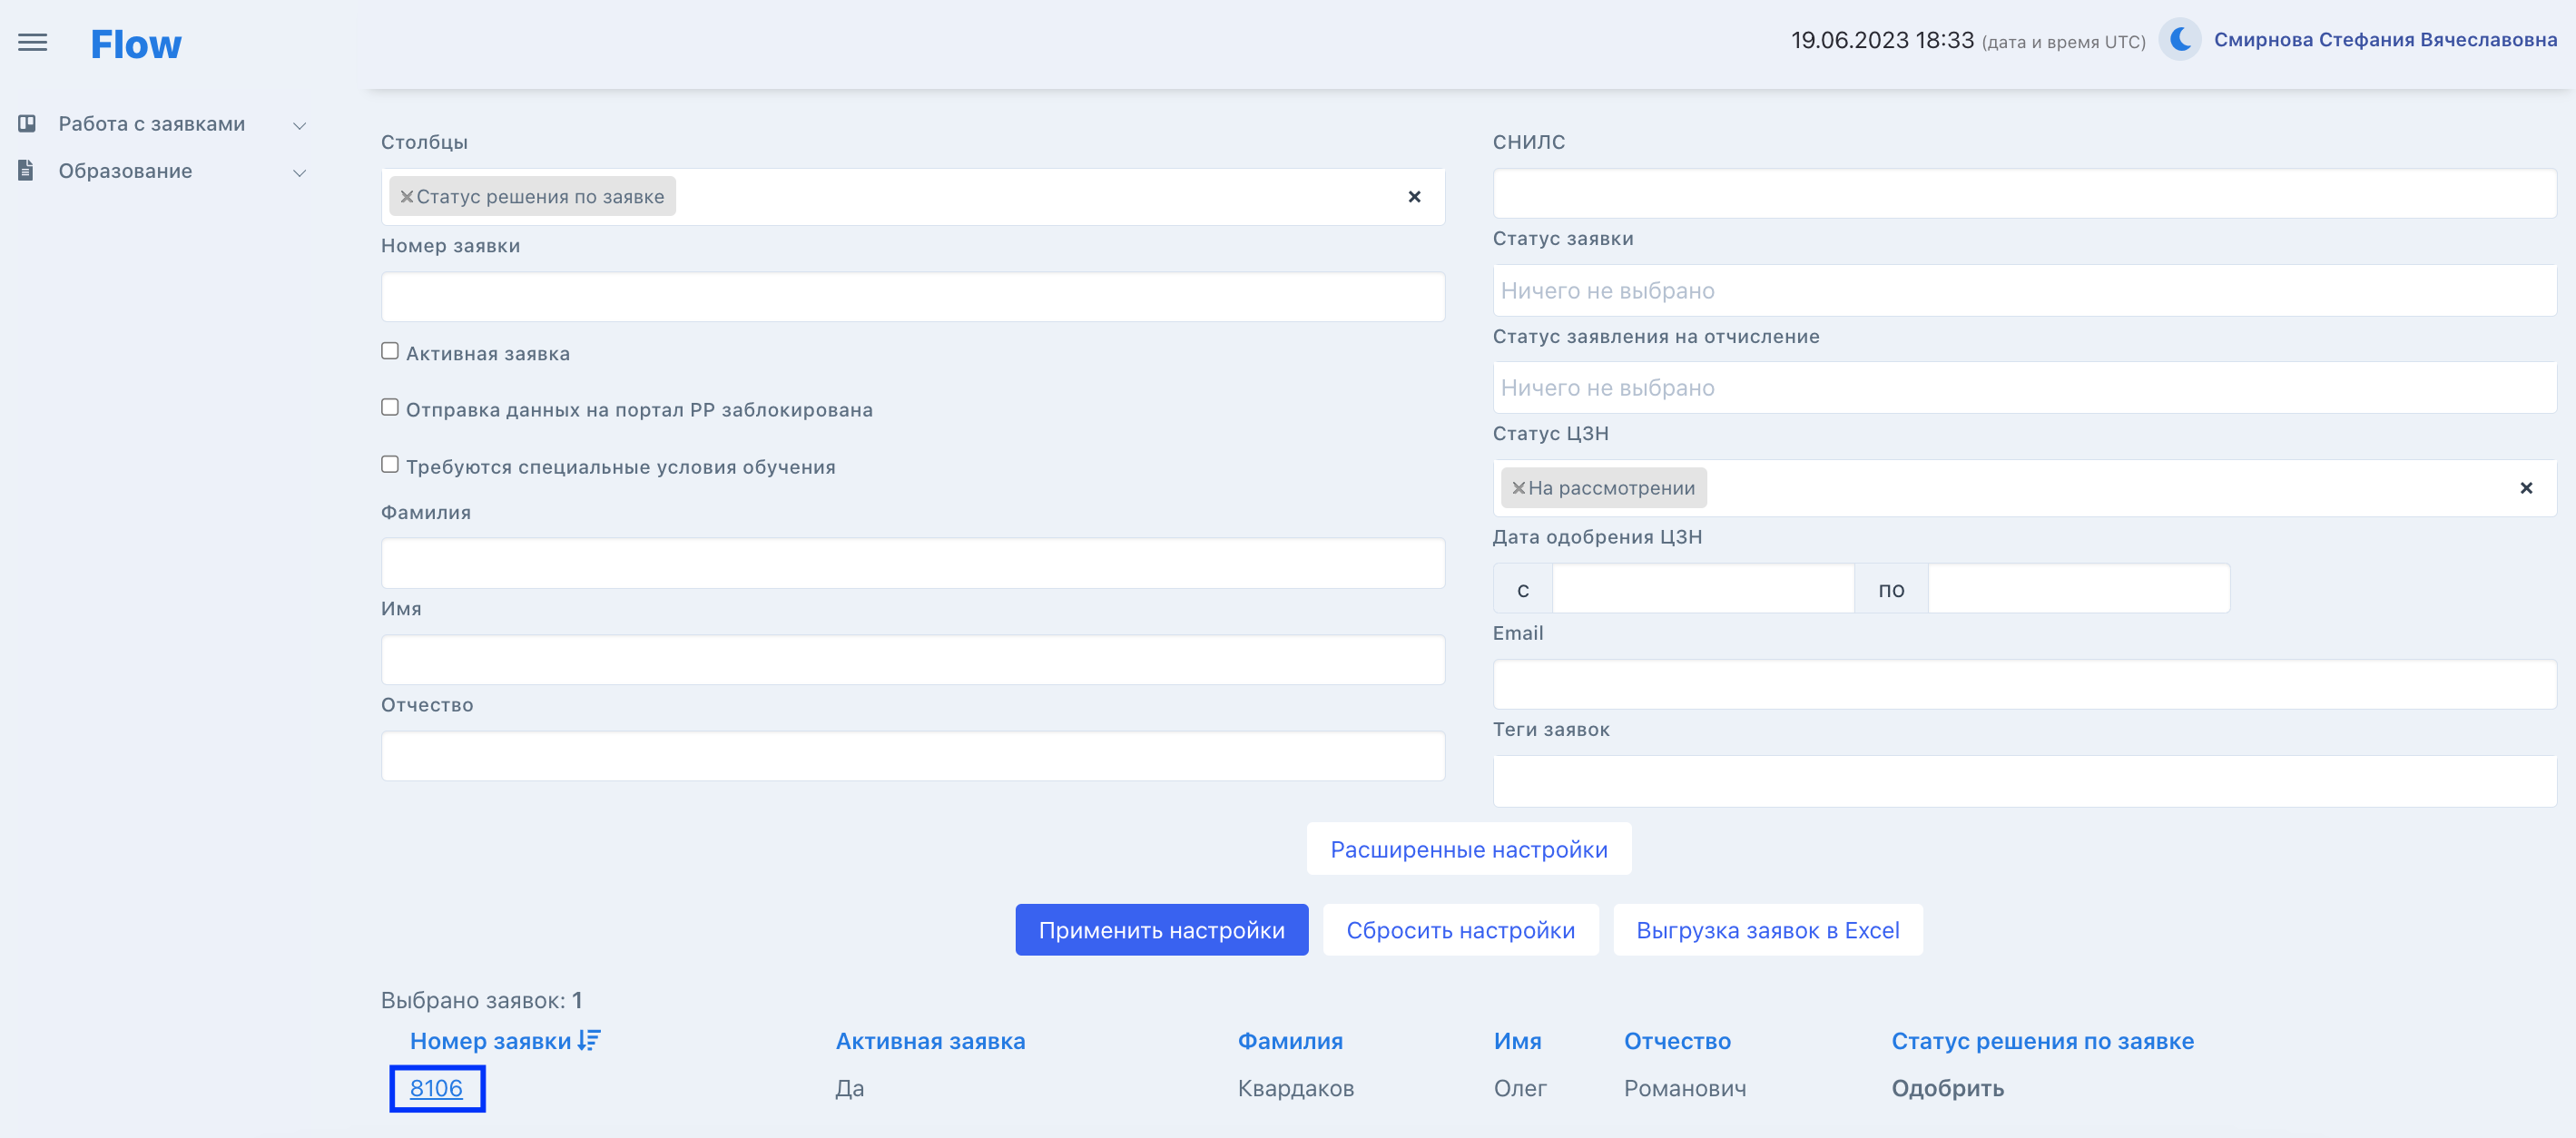 Flow
19.06.2023 18:33 (дата и время UTC) Смирнова Стефания Вячеславовна
Работа с заявками
Образование
Столбцы
Статус решения по заявке
Номер заявки
Активная заявка
Отправка данных на портал РР заблокирована
Требуются специальные условия обучения
Фамилия
Имя
Отчество
СНИЛС
Статус заявки
Ничего не выбрано
Статус заявления на отчисление
Ничего не выбрано
Статус ЦЗН
На рассмотрении
Дата одобрения ЦЗН
с по
Email
Теги заявок
Расширенные настройки
Применить настройки Сбросить настройки Выгрузка заявок в Excel
Выбрано заявок: 1
Номер заявки Активная заявка Фамилия Имя Отчество Статус решения по заявке
8106 Да Квардаков Олег Романович Одобрить